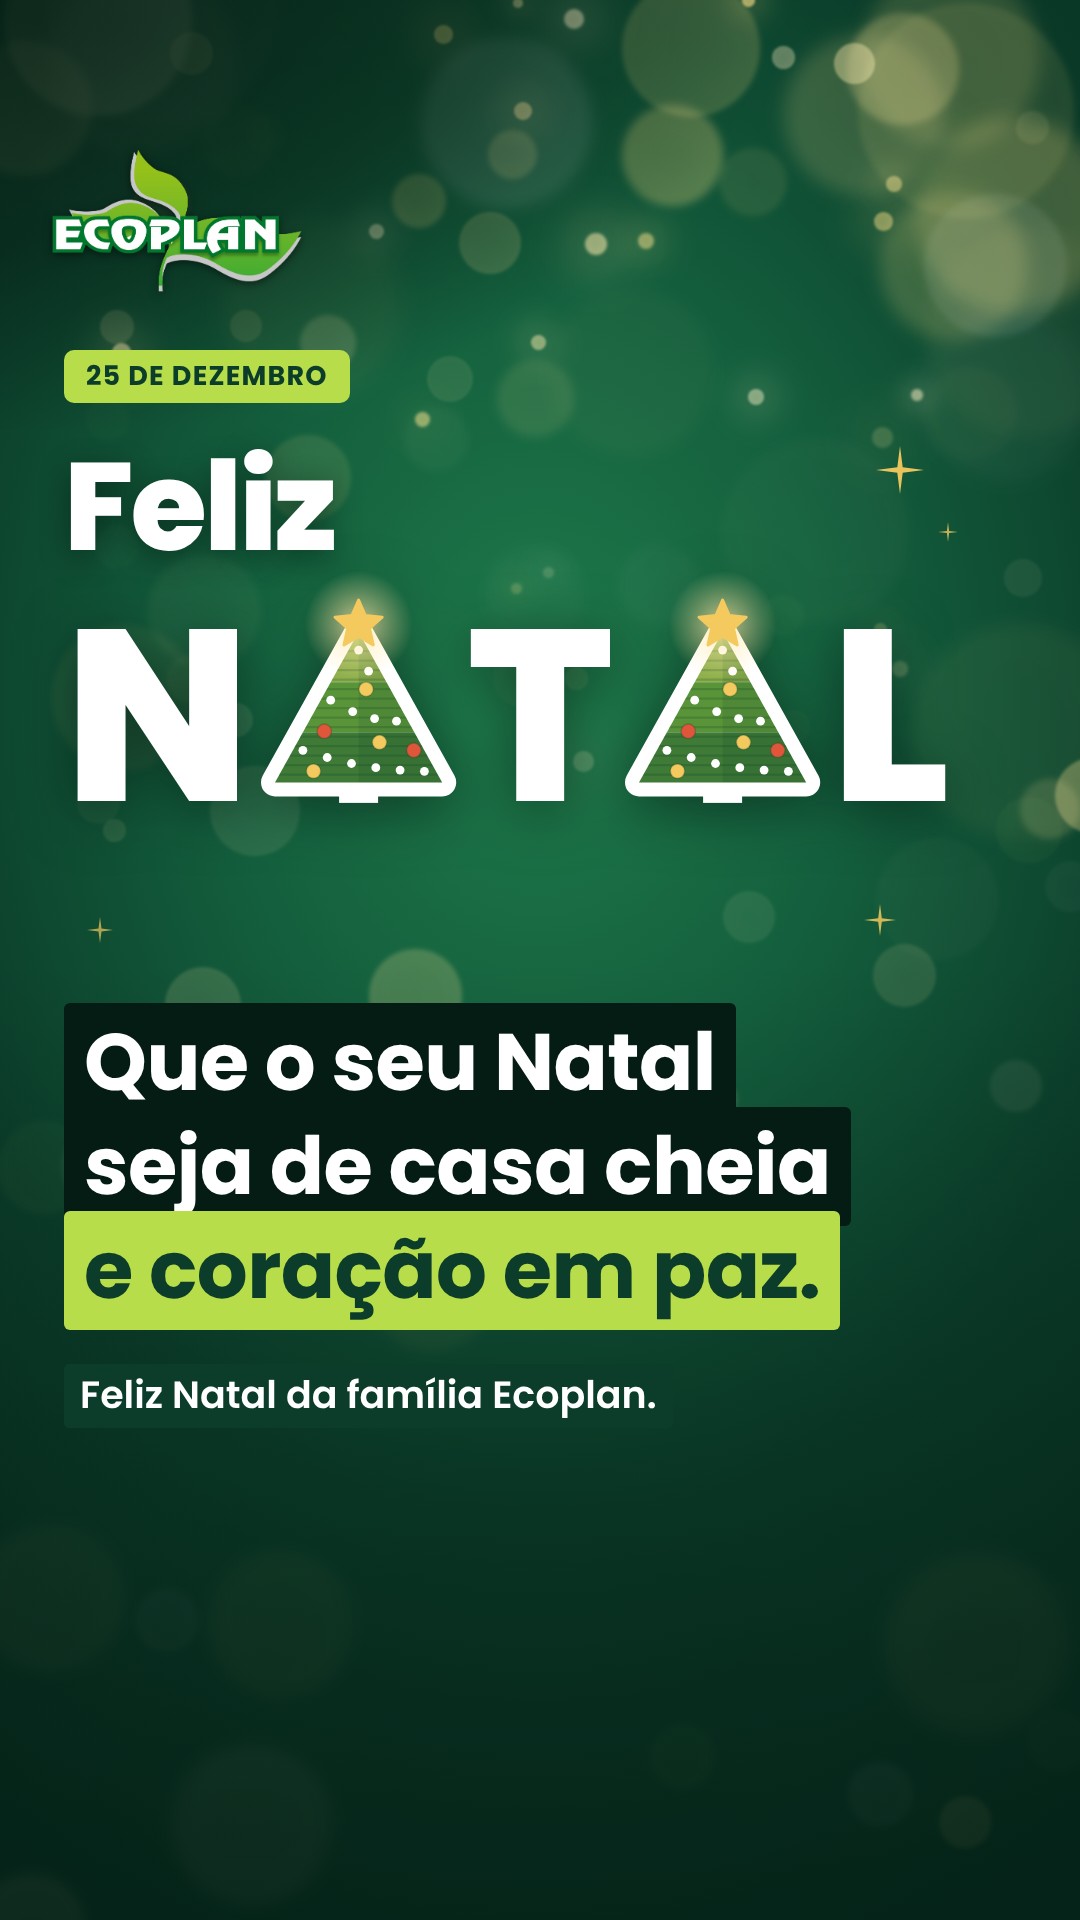 ECOPLAN
25 DE DEZEMBRO
Feliz
NATAL
Que o seu Natal
seja de casa cheia
e coração em paz.
Feliz Natal da família Ecoplan.